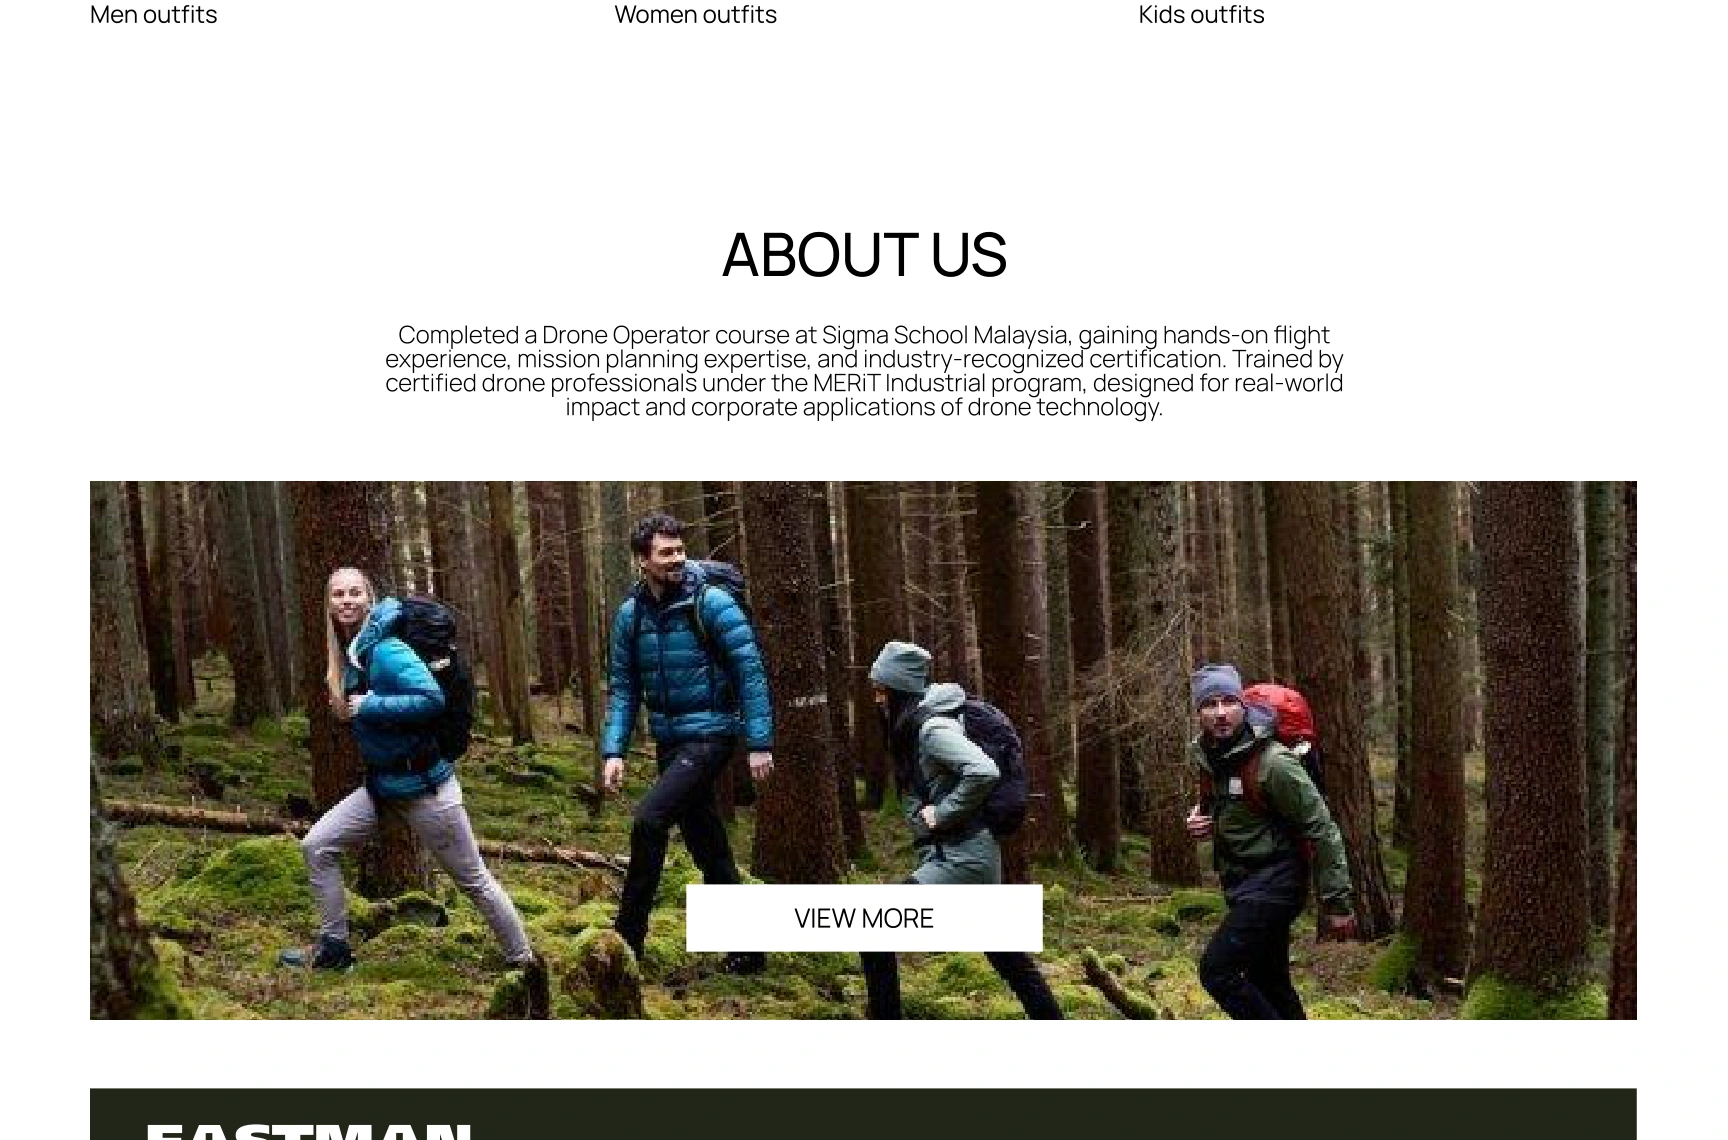 Men outfits
Women outfits
Kids outfits
ABOUT US
Completed a Drone Operator course at Sigma School Malaysia, gaining hands-on flight
experience, mission planning expertise, and industry-recognized certification. Trained by
certified drone professionals under the MERiT Industrial program, designed for real-world
impact and corporate applications of drone technology.
VIEW MORE
EASTMAN